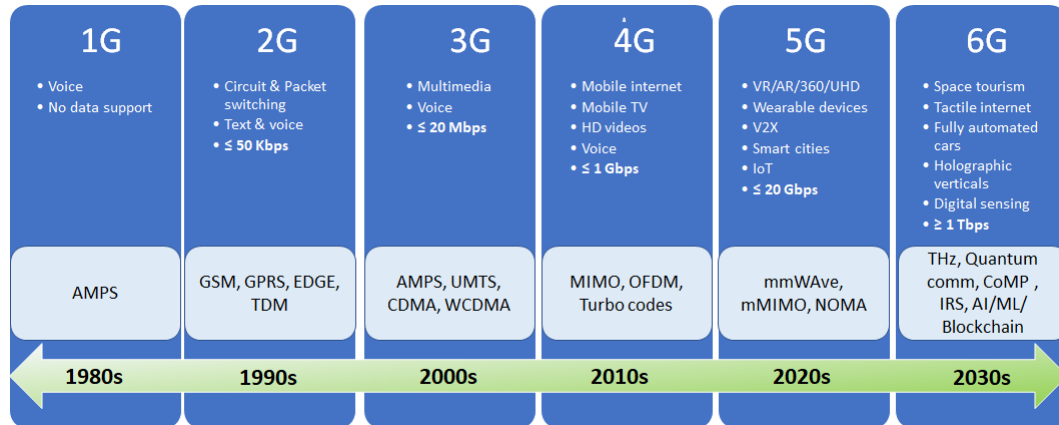 1G
• Voice
• No data support
AMPS
1980s
2G
• Circuit & Packet
switching
• Text & voice
• ≤ 50 Kbps
GSM, GPRS, EDGE,
TDM
1990s
3G
• Multimedia
• Voice
• ≤ 20 Mbps
AMPS, UMTS,
CDMA, WCDMA
2000s
4G
• Mobile internet
• Mobile TV
• HD videos
• Voice
• ≤ 1 Gbps
MIMO, OFDM,
Turbo codes
2010s
5G
• VR/AR/360/UHD
• Wearable devices
• V2X
• Smart cities
• IoT
• ≤ 20 Gbps
mmWAve,
mMIMO, NOMA
2020s
6G
• Space tourism
• Tactile internet
• Fully automated
cars
• Holographic
verticals
• Digital sensing
• ≥ 1 Tbps
THz, Quantum
comm, CoMP ,
IRS, AI/ML/
Blockchain
2030s